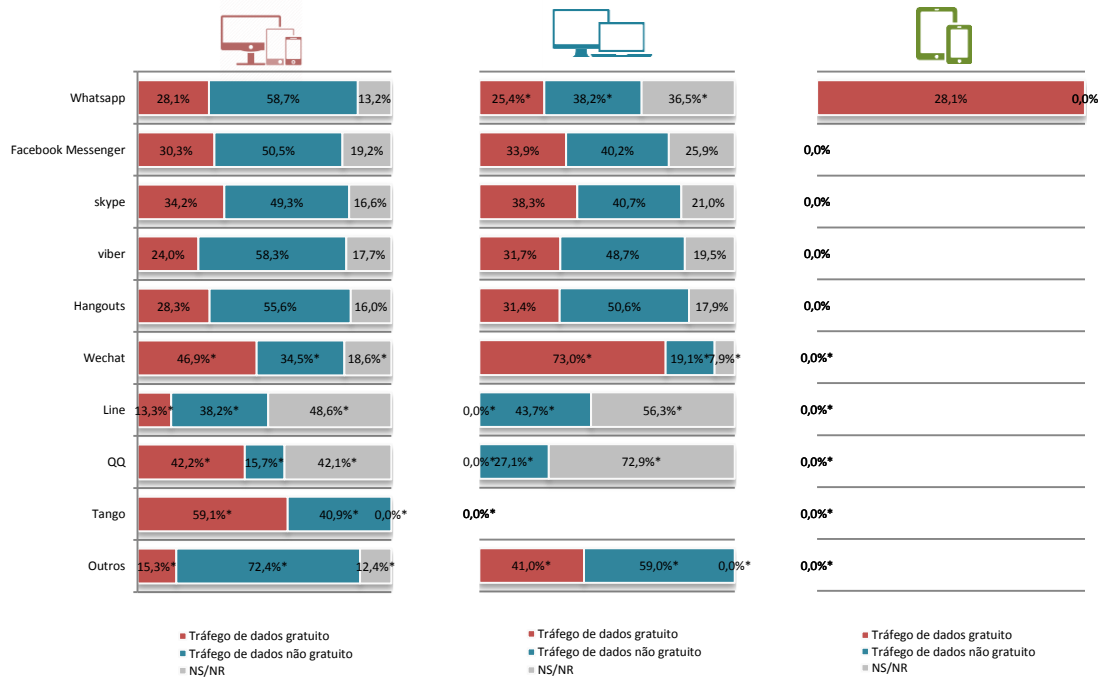 Whatsapp 28,1% 58,7% 13,2% 25,4%* 38,2%* 36,5%* 28,1% 0,0%
Facebook Messenger 30,3% 50,5% 19,2% 33,9% 40,2% 25,9% 0,0%
skype 34,2% 49,3% 16,6% 38,3% 40,7% 21,0% 0,0%
viber 24,0% 58,3% 17,7% 31,7% 48,7% 19,5% 0,0%
Hangouts 28,3% 55,6% 16,0% 31,4% 50,6% 17,9% 0,0%
Wechat 46,9%* 34,5%* 18,6%* 73,0%* 19,1%* 7,9%* 0,0%*
Line 13,3%* 38,2%* 48,6%* 0,0%* 43,7%* 56,3%* 0,0%*
QQ 42,2%* 15,7%* 42,1%* 0,0%* 27,1%* 72,9%* 0,0%*
Tango 59,1%* 40,9%* 0,0%* 0,0%* 0,0%*
Outros 15,3%* 72,4%* 12,4%* 41,0%* 59,0%* 0,0%* 0,0%*
Tráfego de dados gratuito
Tráfego de dados não gratuito
NS/NR
Tráfego de dados gratuito
Tráfego de dados não gratuito
NS/NR
Tráfego de dados gratuito
Tráfego de dados não gratuito
NS/NR